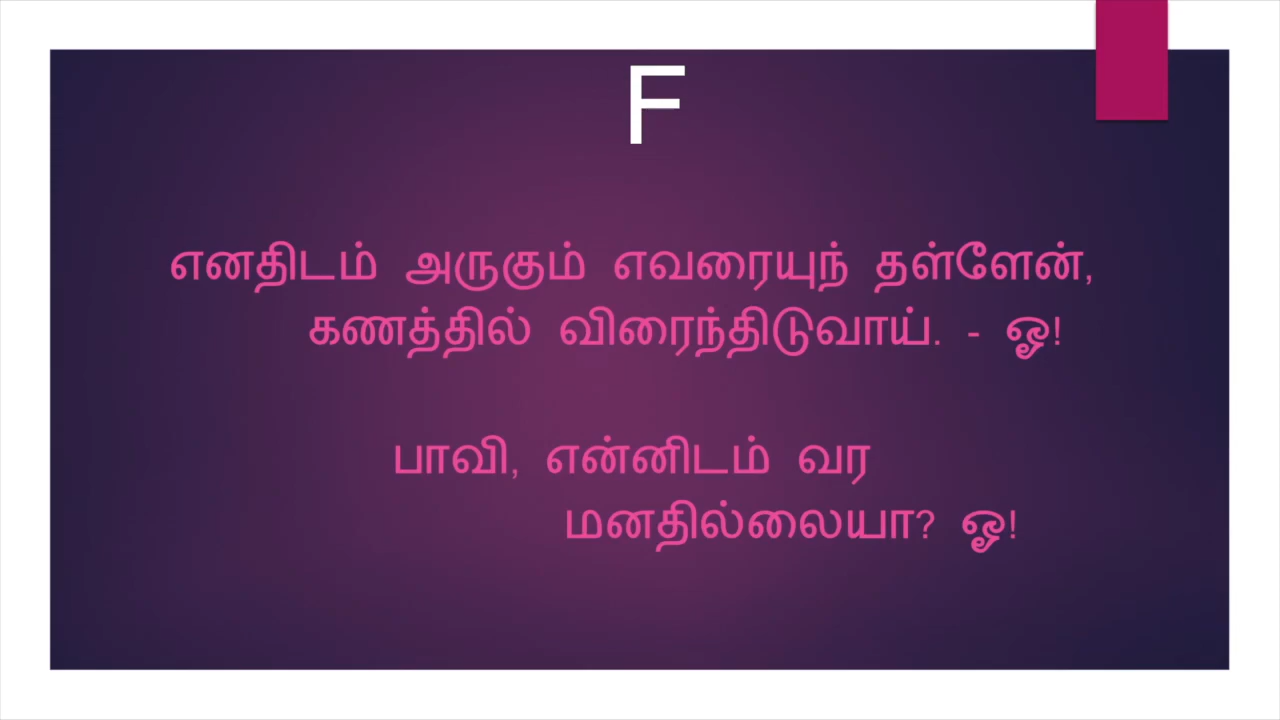 F
எனதிடம் அருகும் எவரையுந் தள்ளேன்,
கணத்தில் விரைந்திடுவாய். - ஓ!
பாவி, என்னிடம் வர
மனதில்லையா? ஓ!